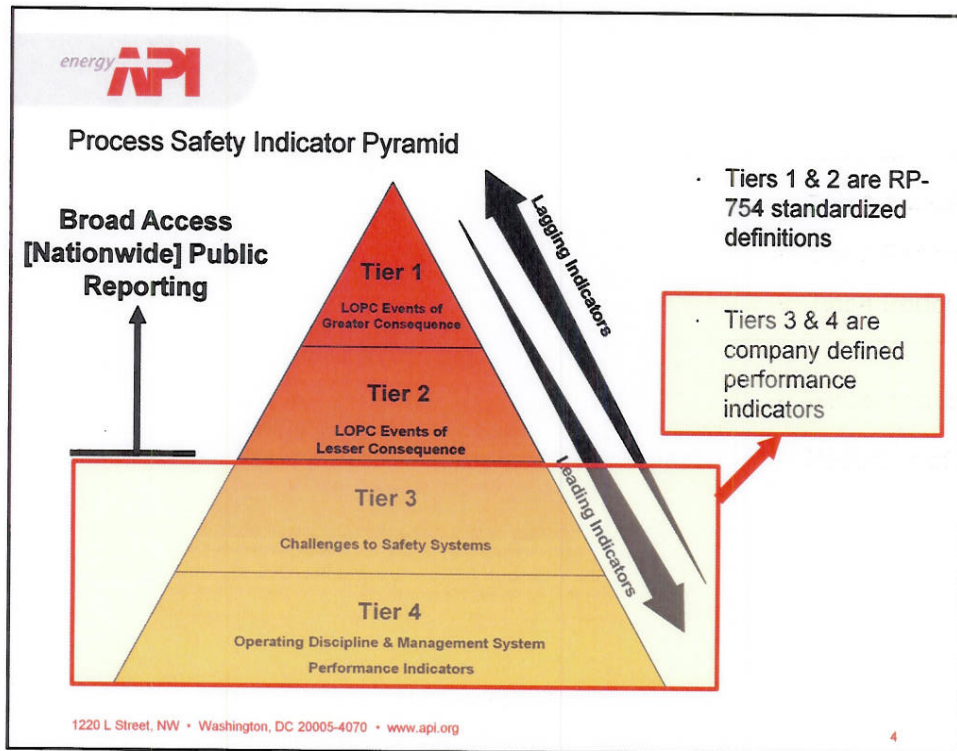 energy API
Process Safety Indicator Pyramid
Broad Access
[Nationwide] Public
Reporting
Tier 1
LOPC Events of
Greater Consequence
Tier 2
LOPC Events of
Lesser Consequence
Tier 3
Challenges to Safety Systems
Tier 4
Operating Discipline & Management System
Performance Indicators
Lagging Indicators
Leading Indicators
· Tiers 1 & 2 are RP-
754 standardized
definitions
· Tiers 3 & 4 are
company defined
performance
indicators
1220 L Street, NW • Washington, DC 20005-4070 • www.api.org
4